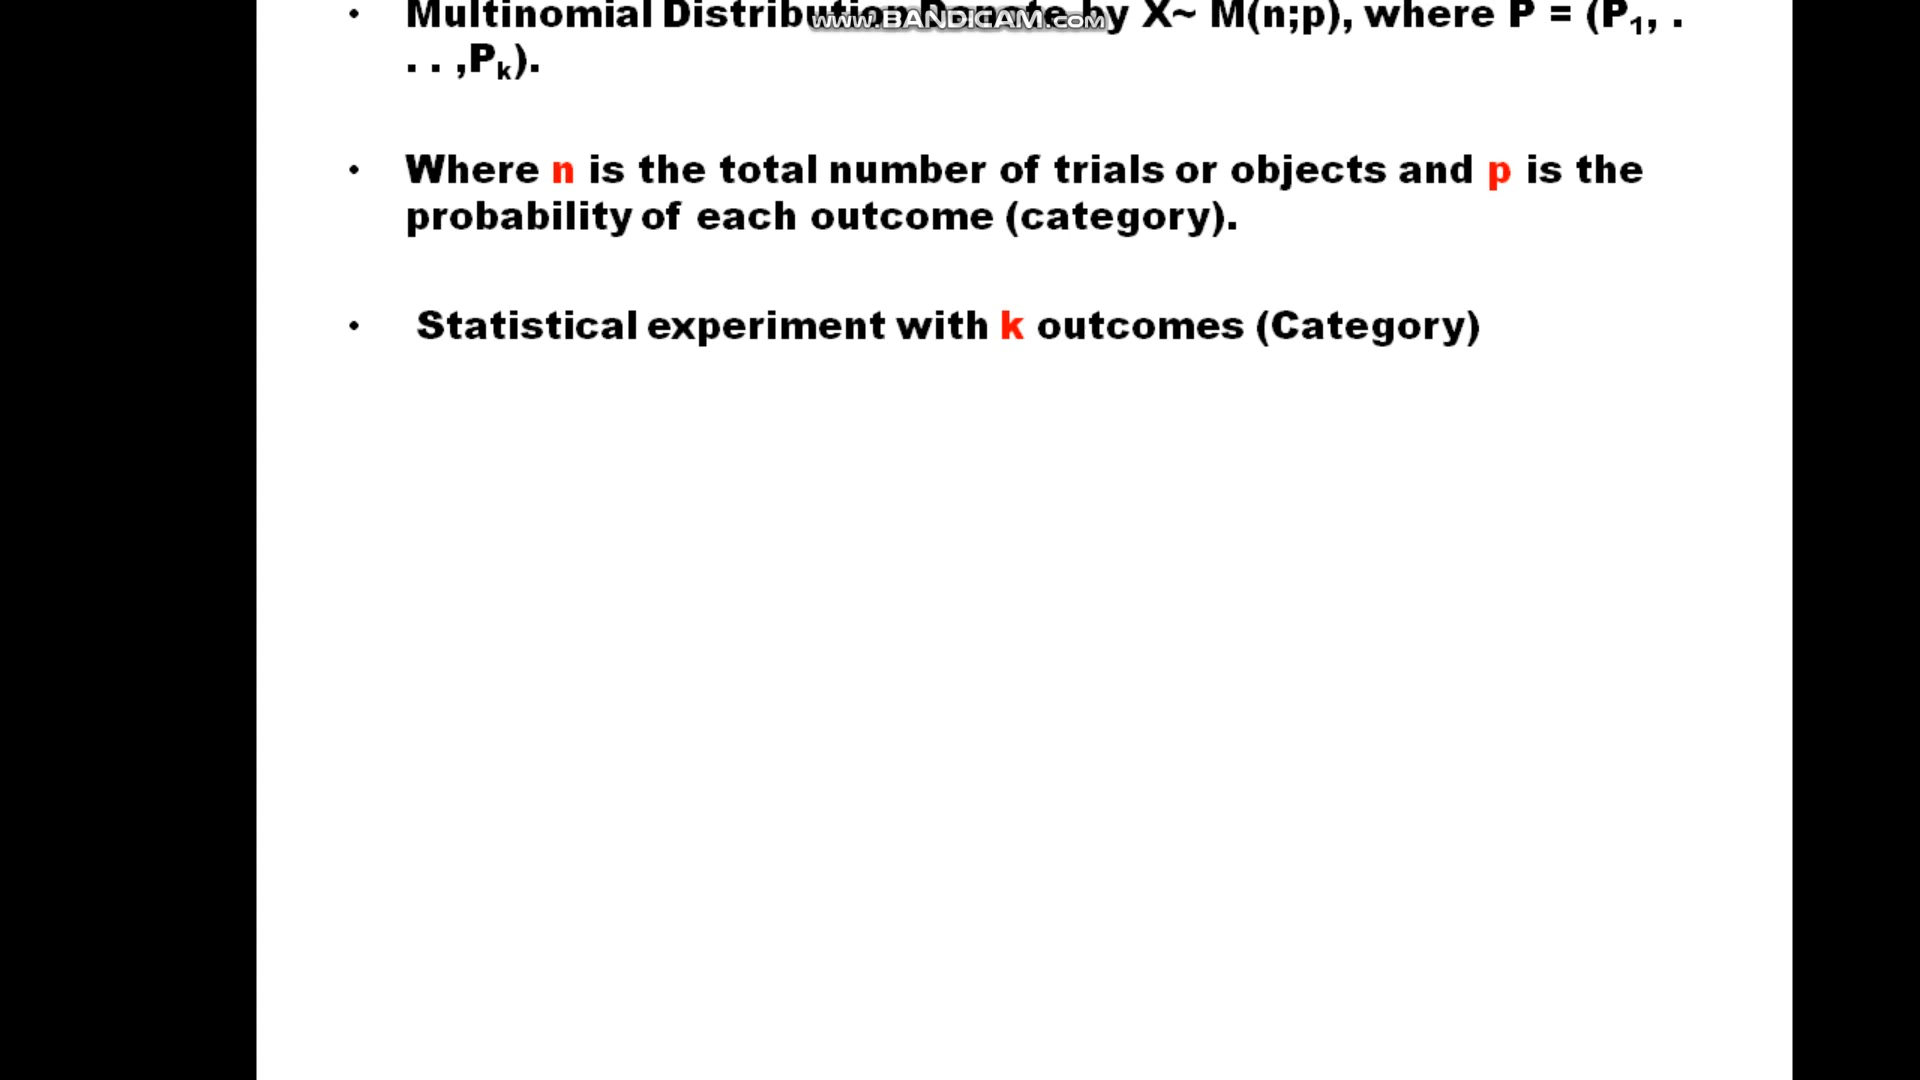 • Multinomial Distribution Denote by X~ M(n;p), where P = (P₁, .
. . ,Pₖ).
www.BANDICAM.com
• Where n is the total number of trials or objects and p is the
probability of each outcome (category).
• Statistical experiment with k outcomes (Category)